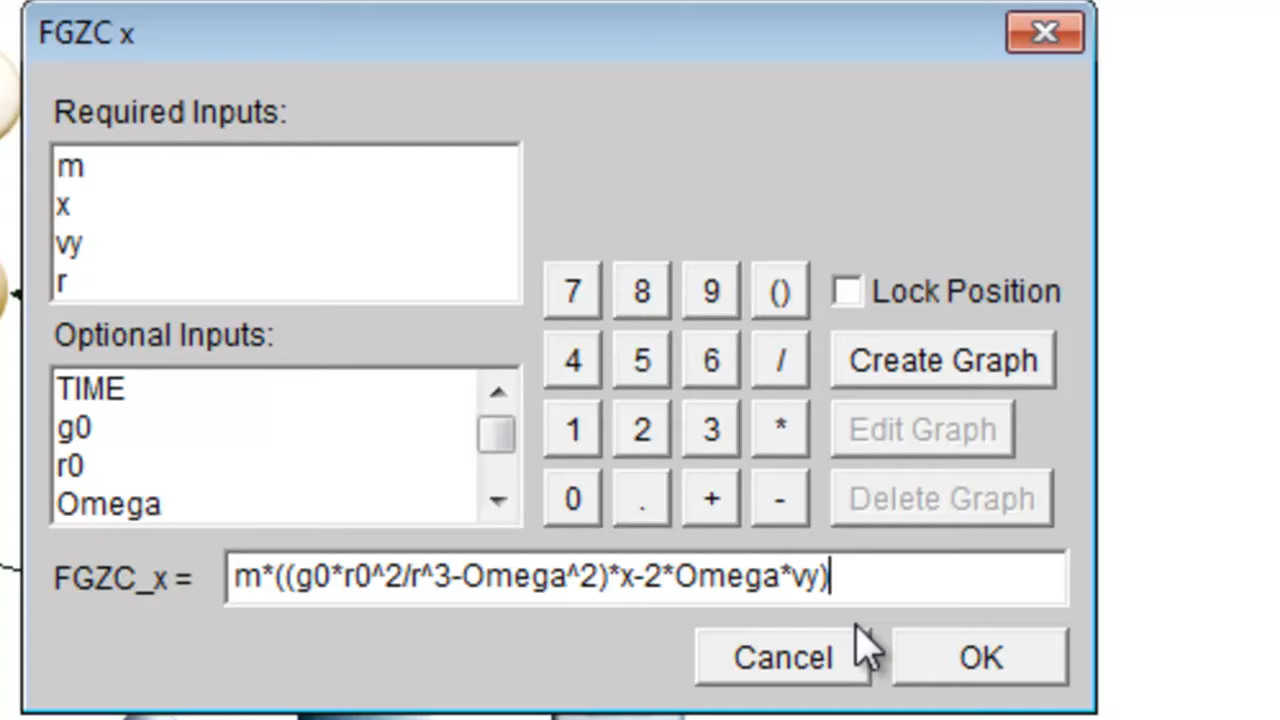 FGZC x
Required Inputs:
m
x
vy
r
Optional Inputs:
TIME
g0
r0
Omega
7 8 9 () Lock Position
4 5 6 / Create Graph
1 2 3 * Edit Graph
0 . + - Delete Graph
FGZC_x = m*((g0*r0^2/r^3-Omega^2)*x-2*Omega*vy)
Cancel OK